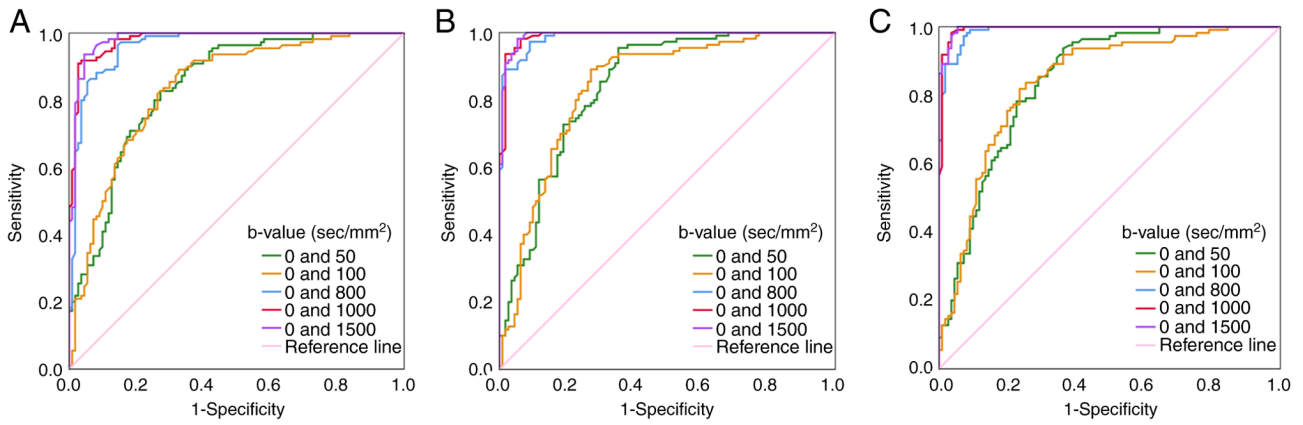 A
1.0
0.8
0.6
0.4
0.2
0.0
Sensitivity
b-value (sec/mm²)
0 and 50
0 and 100
0 and 800
0 and 1000
0 and 1500
Reference line
0.0 0.2 0.4 0.6 0.8 1.0
1-Specificity
B
1.0
0.8
0.6
0.4
0.2
0.0
Sensitivity
b-value (sec/mm²)
0 and 50
0 and 100
0 and 800
0 and 1000
0 and 1500
Reference line
0.0 0.2 0.4 0.6 0.8 1.0
1-Specificity
C
1.0
0.8
0.6
0.4
0.2
0.0
Sensitivity
b-value (sec/mm²)
0 and 50
0 and 100
0 and 800
0 and 1000
0 and 1500
Reference line
0.0 0.2 0.4 0.6 0.8 1.0
1-Specificity